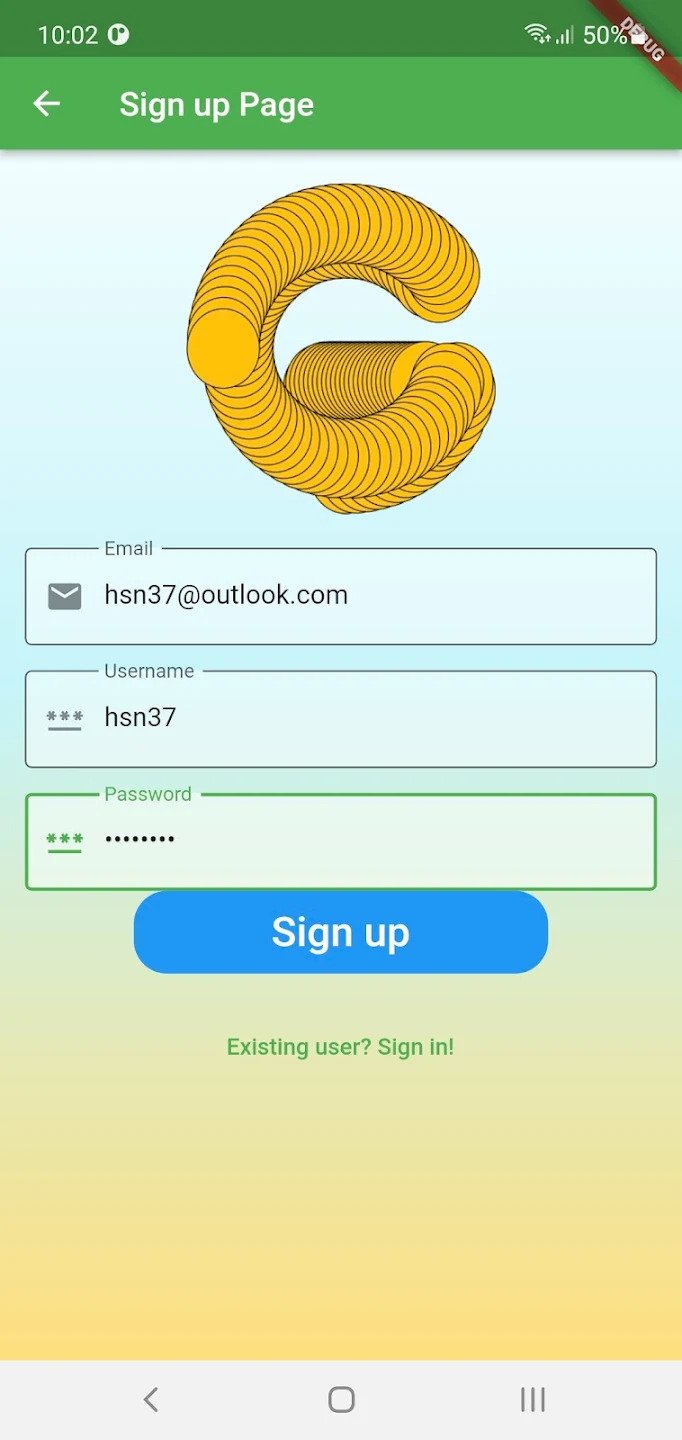 10:02
50%
DEBUG
Sign up Page
Email
hsn37@outlook.com
Username
hsn37
Password
••••••••
Sign up
Existing user? Sign in!